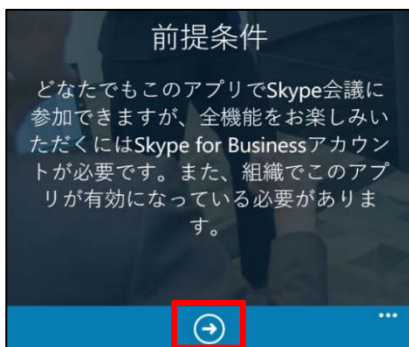 前提条件
どなたでもこのアプリでSkype会議に
参加できますが、全機能をお楽しみい
ただくにはSkype for Businessアカウン
トが必要です。また、組織でこのアプ
リが有効になっている必要がありま
す。